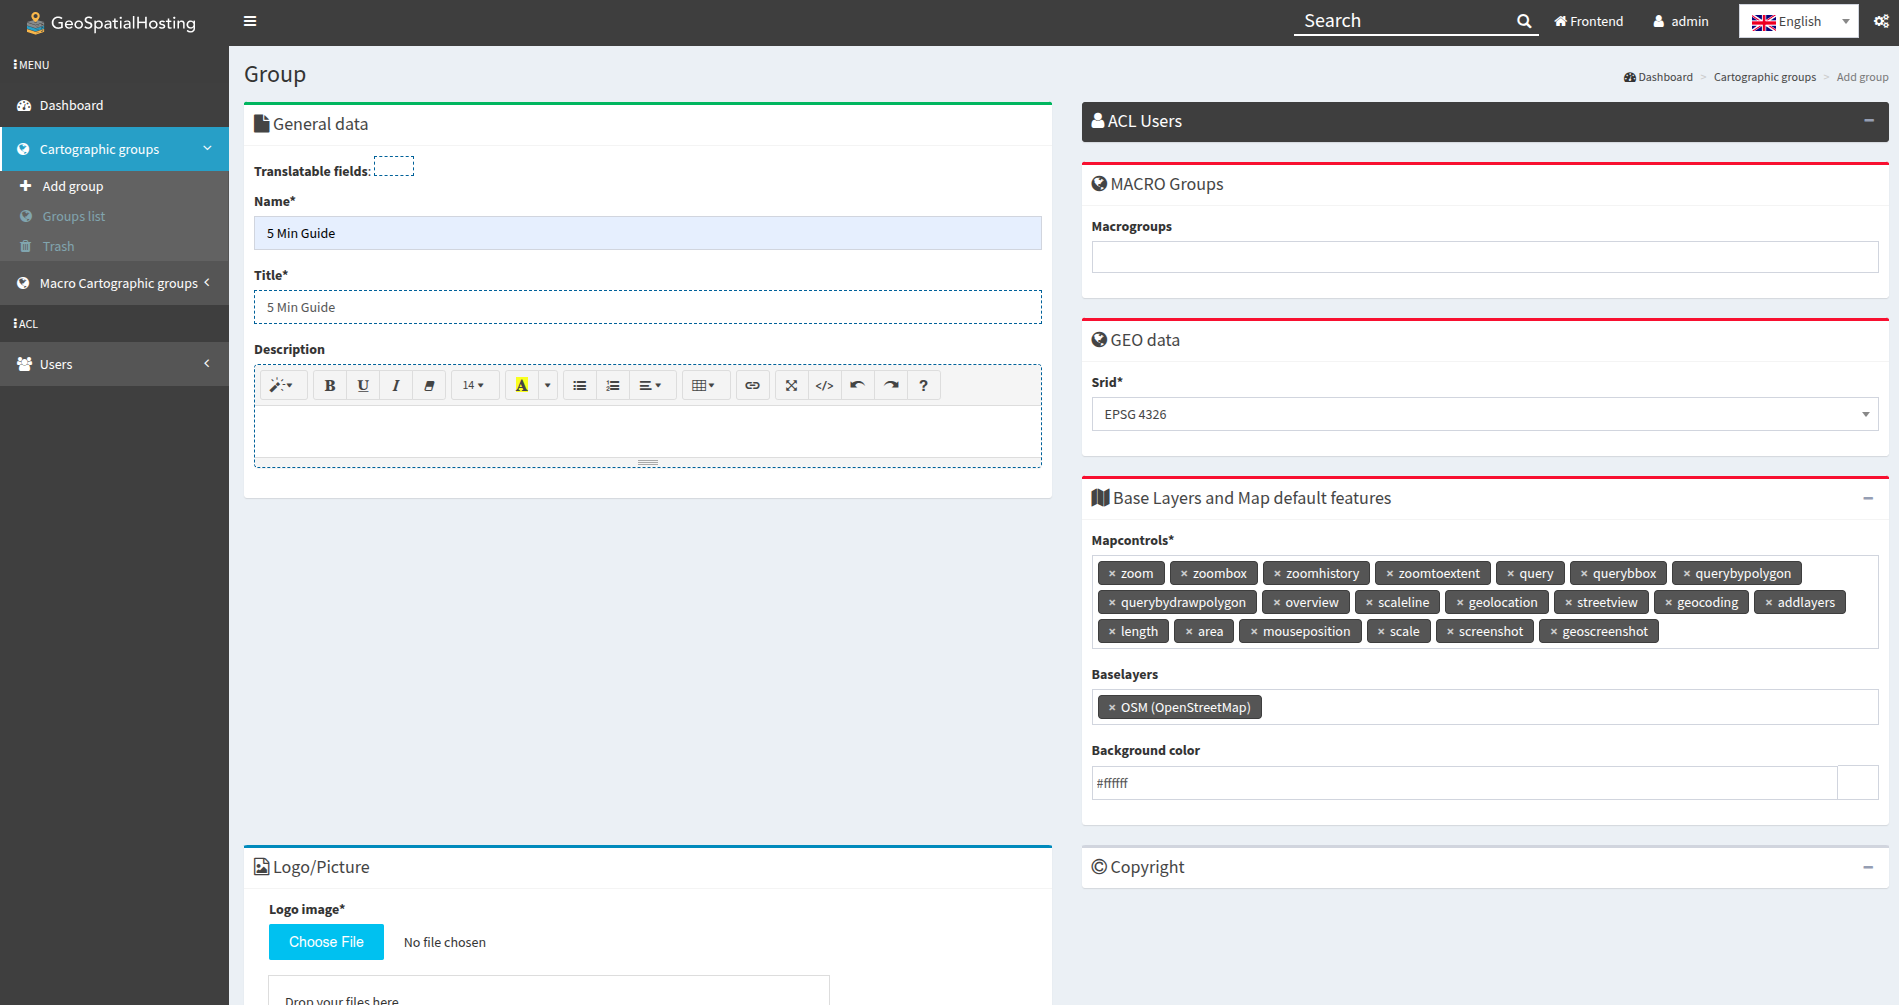 GeoSpatialHosting
Search
Frontend
admin
English
MENU
Dashboard
Cartographic groups
Add group
Groups list
Trash
Macro Cartographic groups
ACL
Users
Group
Dashboard > Cartographic groups > Add group
General data
Translatable fields:
Name*
5 Min Guide
Title*
5 Min Guide
Description
B U I 14 A </> ?
Logo/Picture
Logo image*
Choose File No file chosen
Drop your files here
ACL Users
MACRO Groups
Macrogroups
GEO data
Srid*
EPSG 4326
Base Layers and Map default features
Mapcontrols*
× zoom × zoombox × zoomhistory × zoomtoextent × query × querybbox × querybypolygon
× querybydrawpolygon × overview × scaleline × geolocation × streetview × geocoding × addlayers
× length × area × mouseposition × scale × screenshot × geoscreenshot
Baselayers
× OSM (OpenStreetMap)
Background color
#ffffff
Copyright